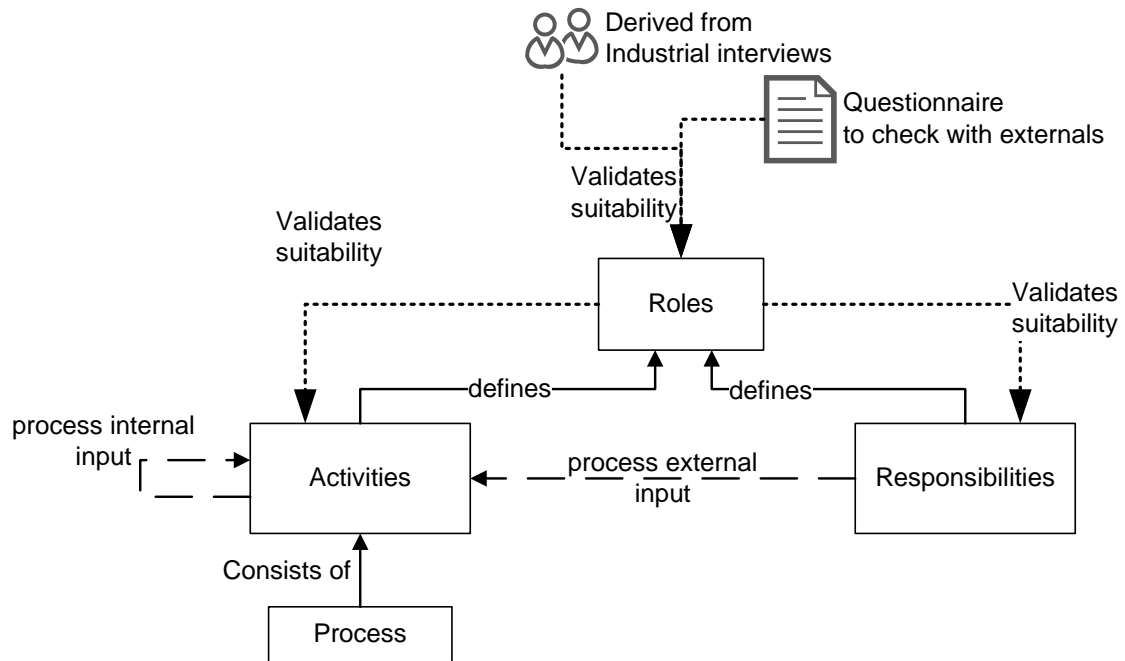 Derived from
Industrial interviews
Questionnaire
to check with externals
Validates
suitability
Validates
suitability
Roles
Validates
suitability
defines
defines
process internal
input
Activities
process external
input
Responsibilities
Consists of
Process